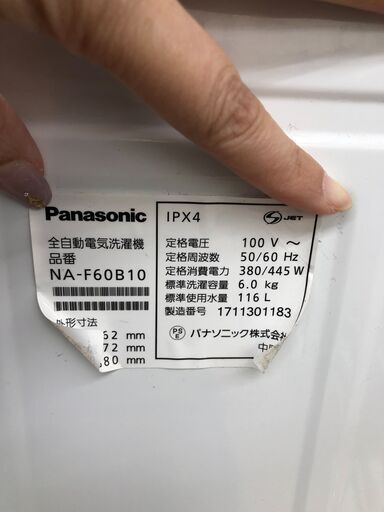 Panasonic
全自動電気洗濯機
品番
NA-F60B10
外形寸法
62 mm
72 mm
80 mm
IPX4
S JET
定格電圧 100 V ～
定格周波数 50/60 Hz
定格消費電力 380/445 W
標準洗濯容量 6.0 kg
標準使用水量 116 L
製造番号 1711301183
PS E パナソニック株式会
中